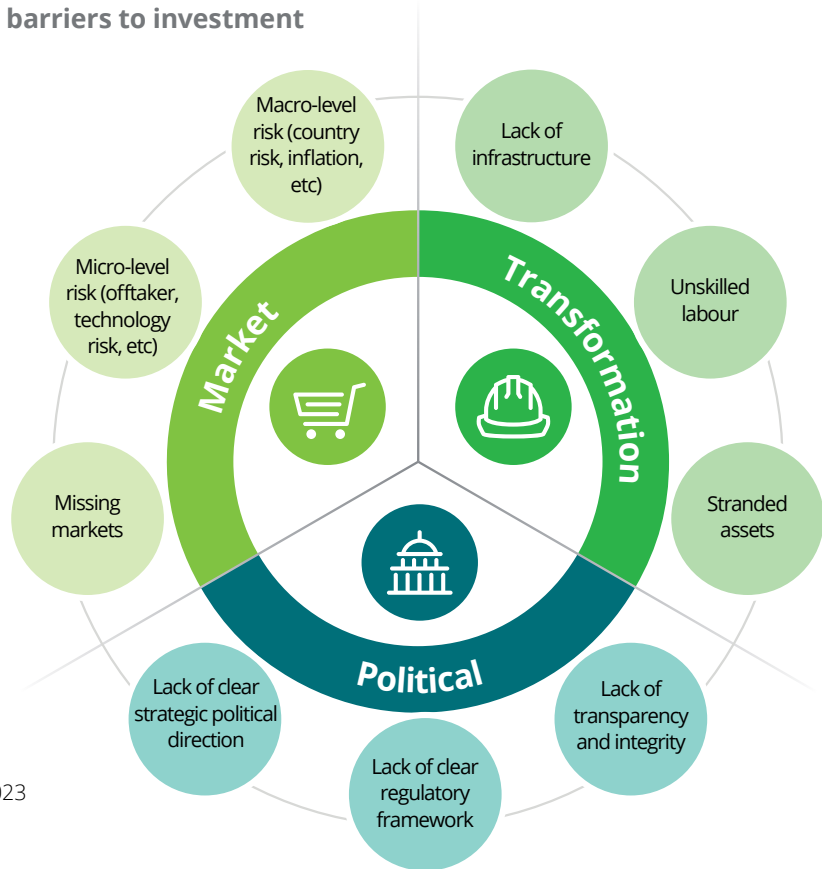 barriers to investment
Macro-level
risk (country
risk, inflation,
etc)
Lack of
infrastructure
Micro-level
risk (offtaker,
technology
risk, etc)
Unskilled
labour
Market
Transformation
Missing
markets
Stranded
assets
Political
Lack of clear
strategic political
direction
Lack of
transparency
and integrity
Lack of clear
regulatory
framework